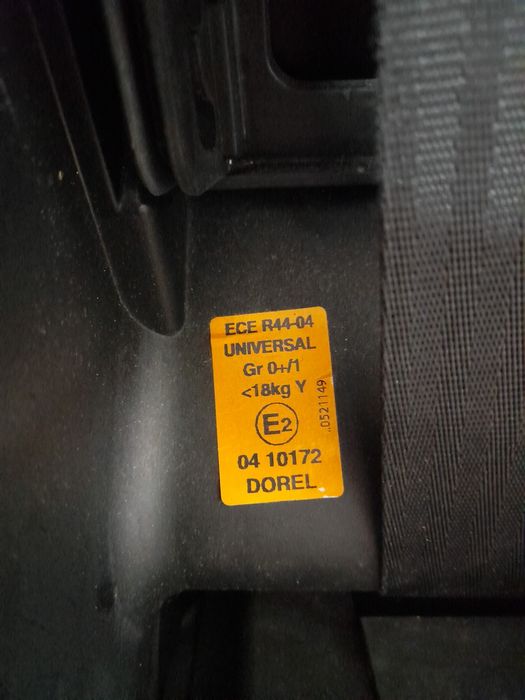 ECE R44-04
UNIVERSAL
Gr 0+/1
<18kg Y
E2
04 10172
DOREL
..0521149